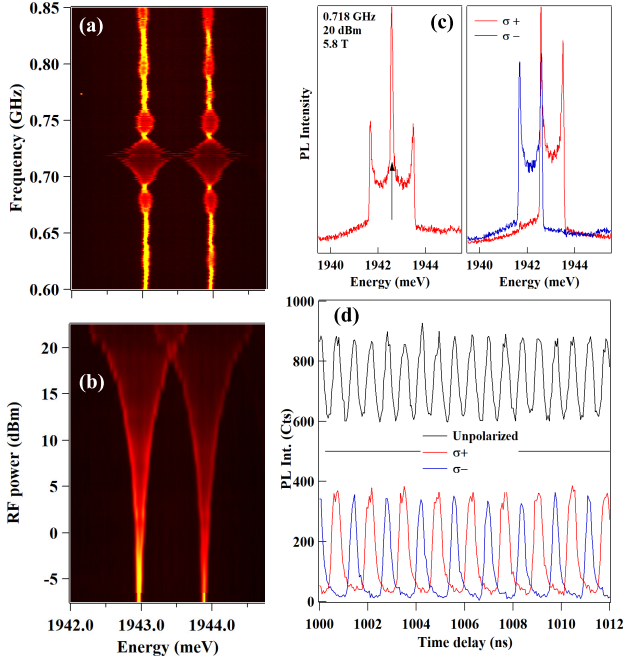 (a)
0.85
0.80
0.75
0.70
0.65
0.60
Frequency (GHz)
(b)
20
15
10
5
0
-5
RF power (dBm)
1942.0
1943.0
1944.0
Energy (meV)
0.718 GHz
20 dBm
5.8 T
(c)
σ +
σ −
PL Intensity
1940
1942
1944
Energy (meV)
1940
1942
1944
Energy (meV)
(d)
1000
800
600
400
200
0
PL Int. (Cts)
Unpolarized
σ+
σ−
1000
1002
1004
1006
1008
1010
1012
Time delay (ns)